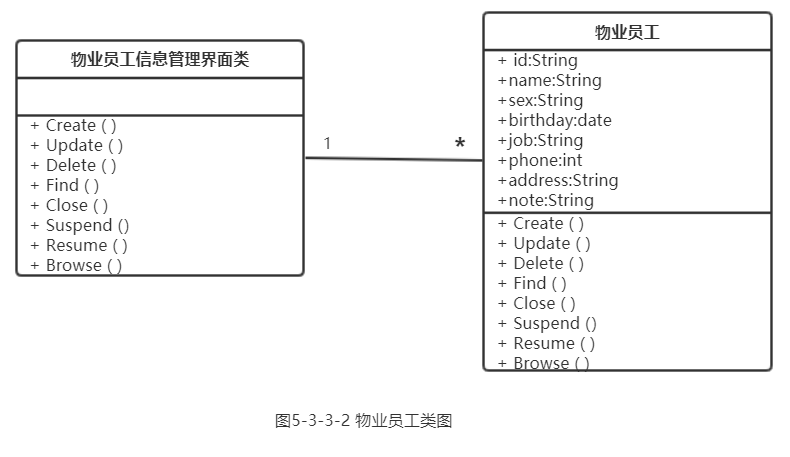 物业员工信息管理界面类
+ Create ( )
+ Update ( )
+ Delete ( )
+ Find ( )
+ Close ( )
+ Suspend ()
+ Resume ( )
+ Browse ( )
1
*
物业员工
+ id:String
+name:String
+sex:String
+birthday:date
+job:String
+phone:int
+address:String
+note:String
+ Create ( )
+ Update ( )
+ Delete ( )
+ Find ( )
+ Close ( )
+ Suspend ()
+ Resume ( )
+ Browse ( )
图5-3-3-2 物业员工类图